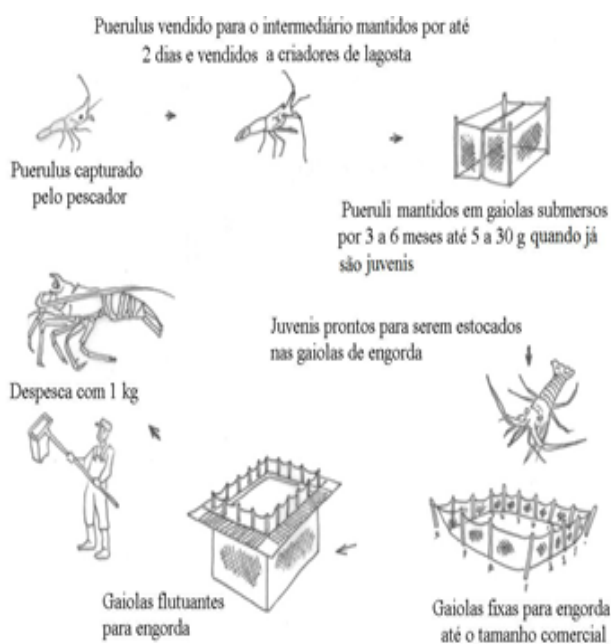 Puerulus vendido para o intermediário mantidos por até
2 dias e vendidos a criadores de lagosta
Puerulus capturado
pelo pescador
Pueruli mantidos em gaiolas submersos
por 3 a 6 meses até 5 a 30 g quando já
são juvenis
Juvenis prontos para serem estocados
nas gaiolas de engorda
Despesca com 1 kg
Gaiolas flutuantes
para engorda
Gaiolas fixas para engorda
até o tamanho comercial